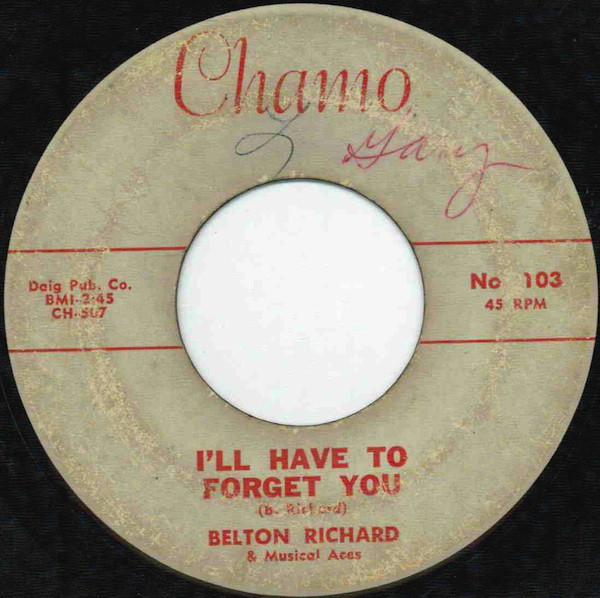 Chamo
Gary
Daig Pub. Co.
BMI-2:45
CH-507
No 103
45 RPM
I'LL HAVE TO
FORGET YOU
(B. Richard)
BELTON RICHARD
& Musical Aces